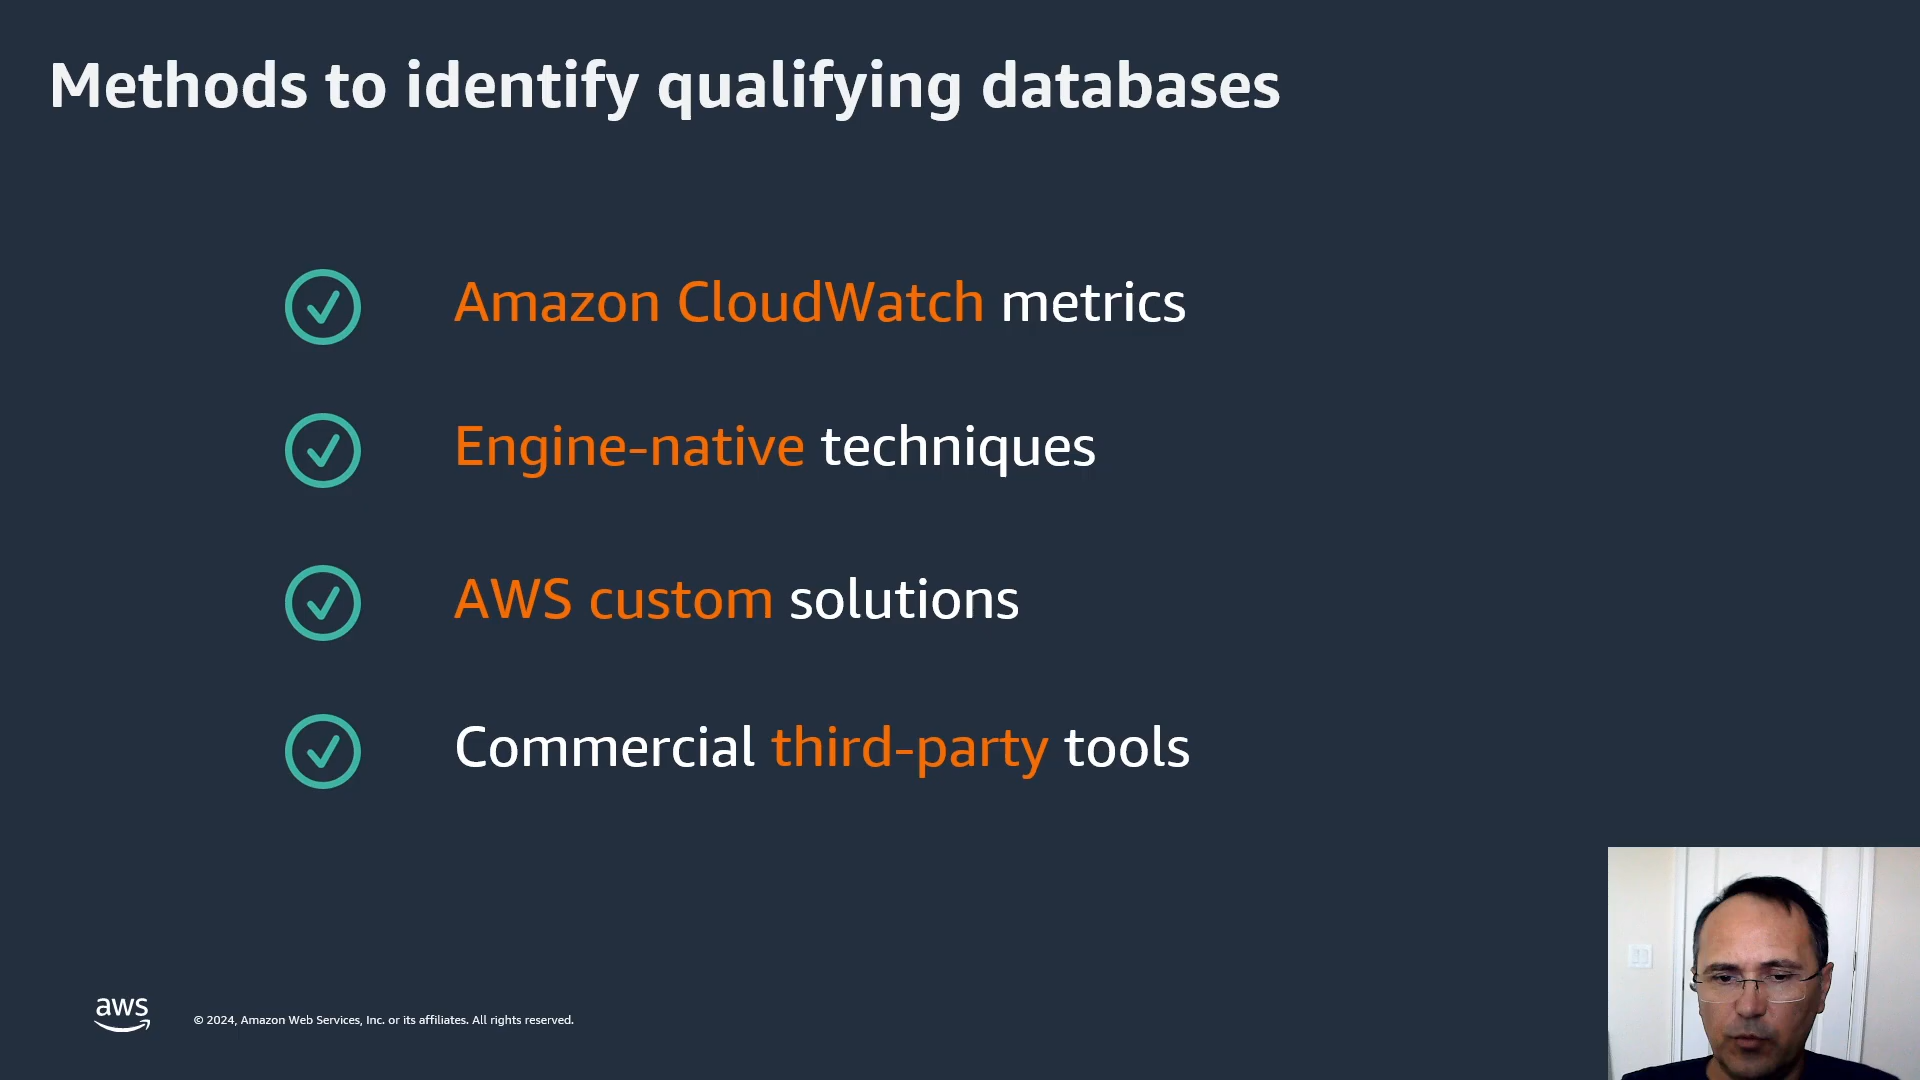 Methods to identify qualifying databases
Amazon CloudWatch metrics
Engine-native techniques
AWS custom solutions
Commercial third-party tools
aws
© 2024, Amazon Web Services, Inc. or its affiliates. All rights reserved.